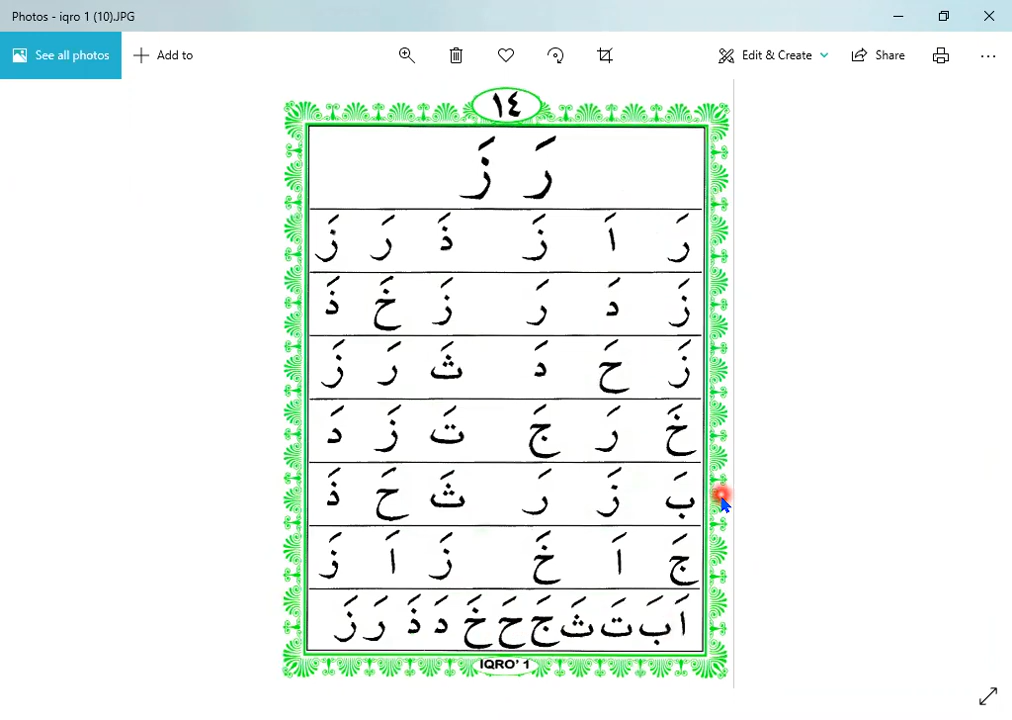 Photos - iqro 1 (10).JPG
See all photos
Add to
Edit & Create
Share
١٤
رَ زَ
رَ اَ زَ ذَ رَ زَ
زَ دَ رَ زَ خَ ذَ
زَ حَ دَ ثَ رَ زَ
خَ رَ جَ تَ زَ دَ
بَ زَ رَ ثَ حَ ذَ
جَ اَ خَ زَ اَ زَ
اَ بَ تَ ثَ جَ حَ خَ دَ ذَ رَ زَ
IQRO' 1